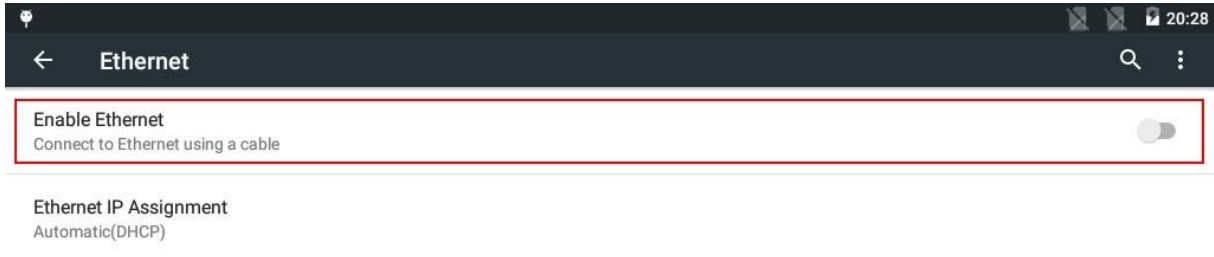 20:28
Ethernet
Enable Ethernet
Connect to Ethernet using a cable
Ethernet IP Assignment
Automatic(DHCP)